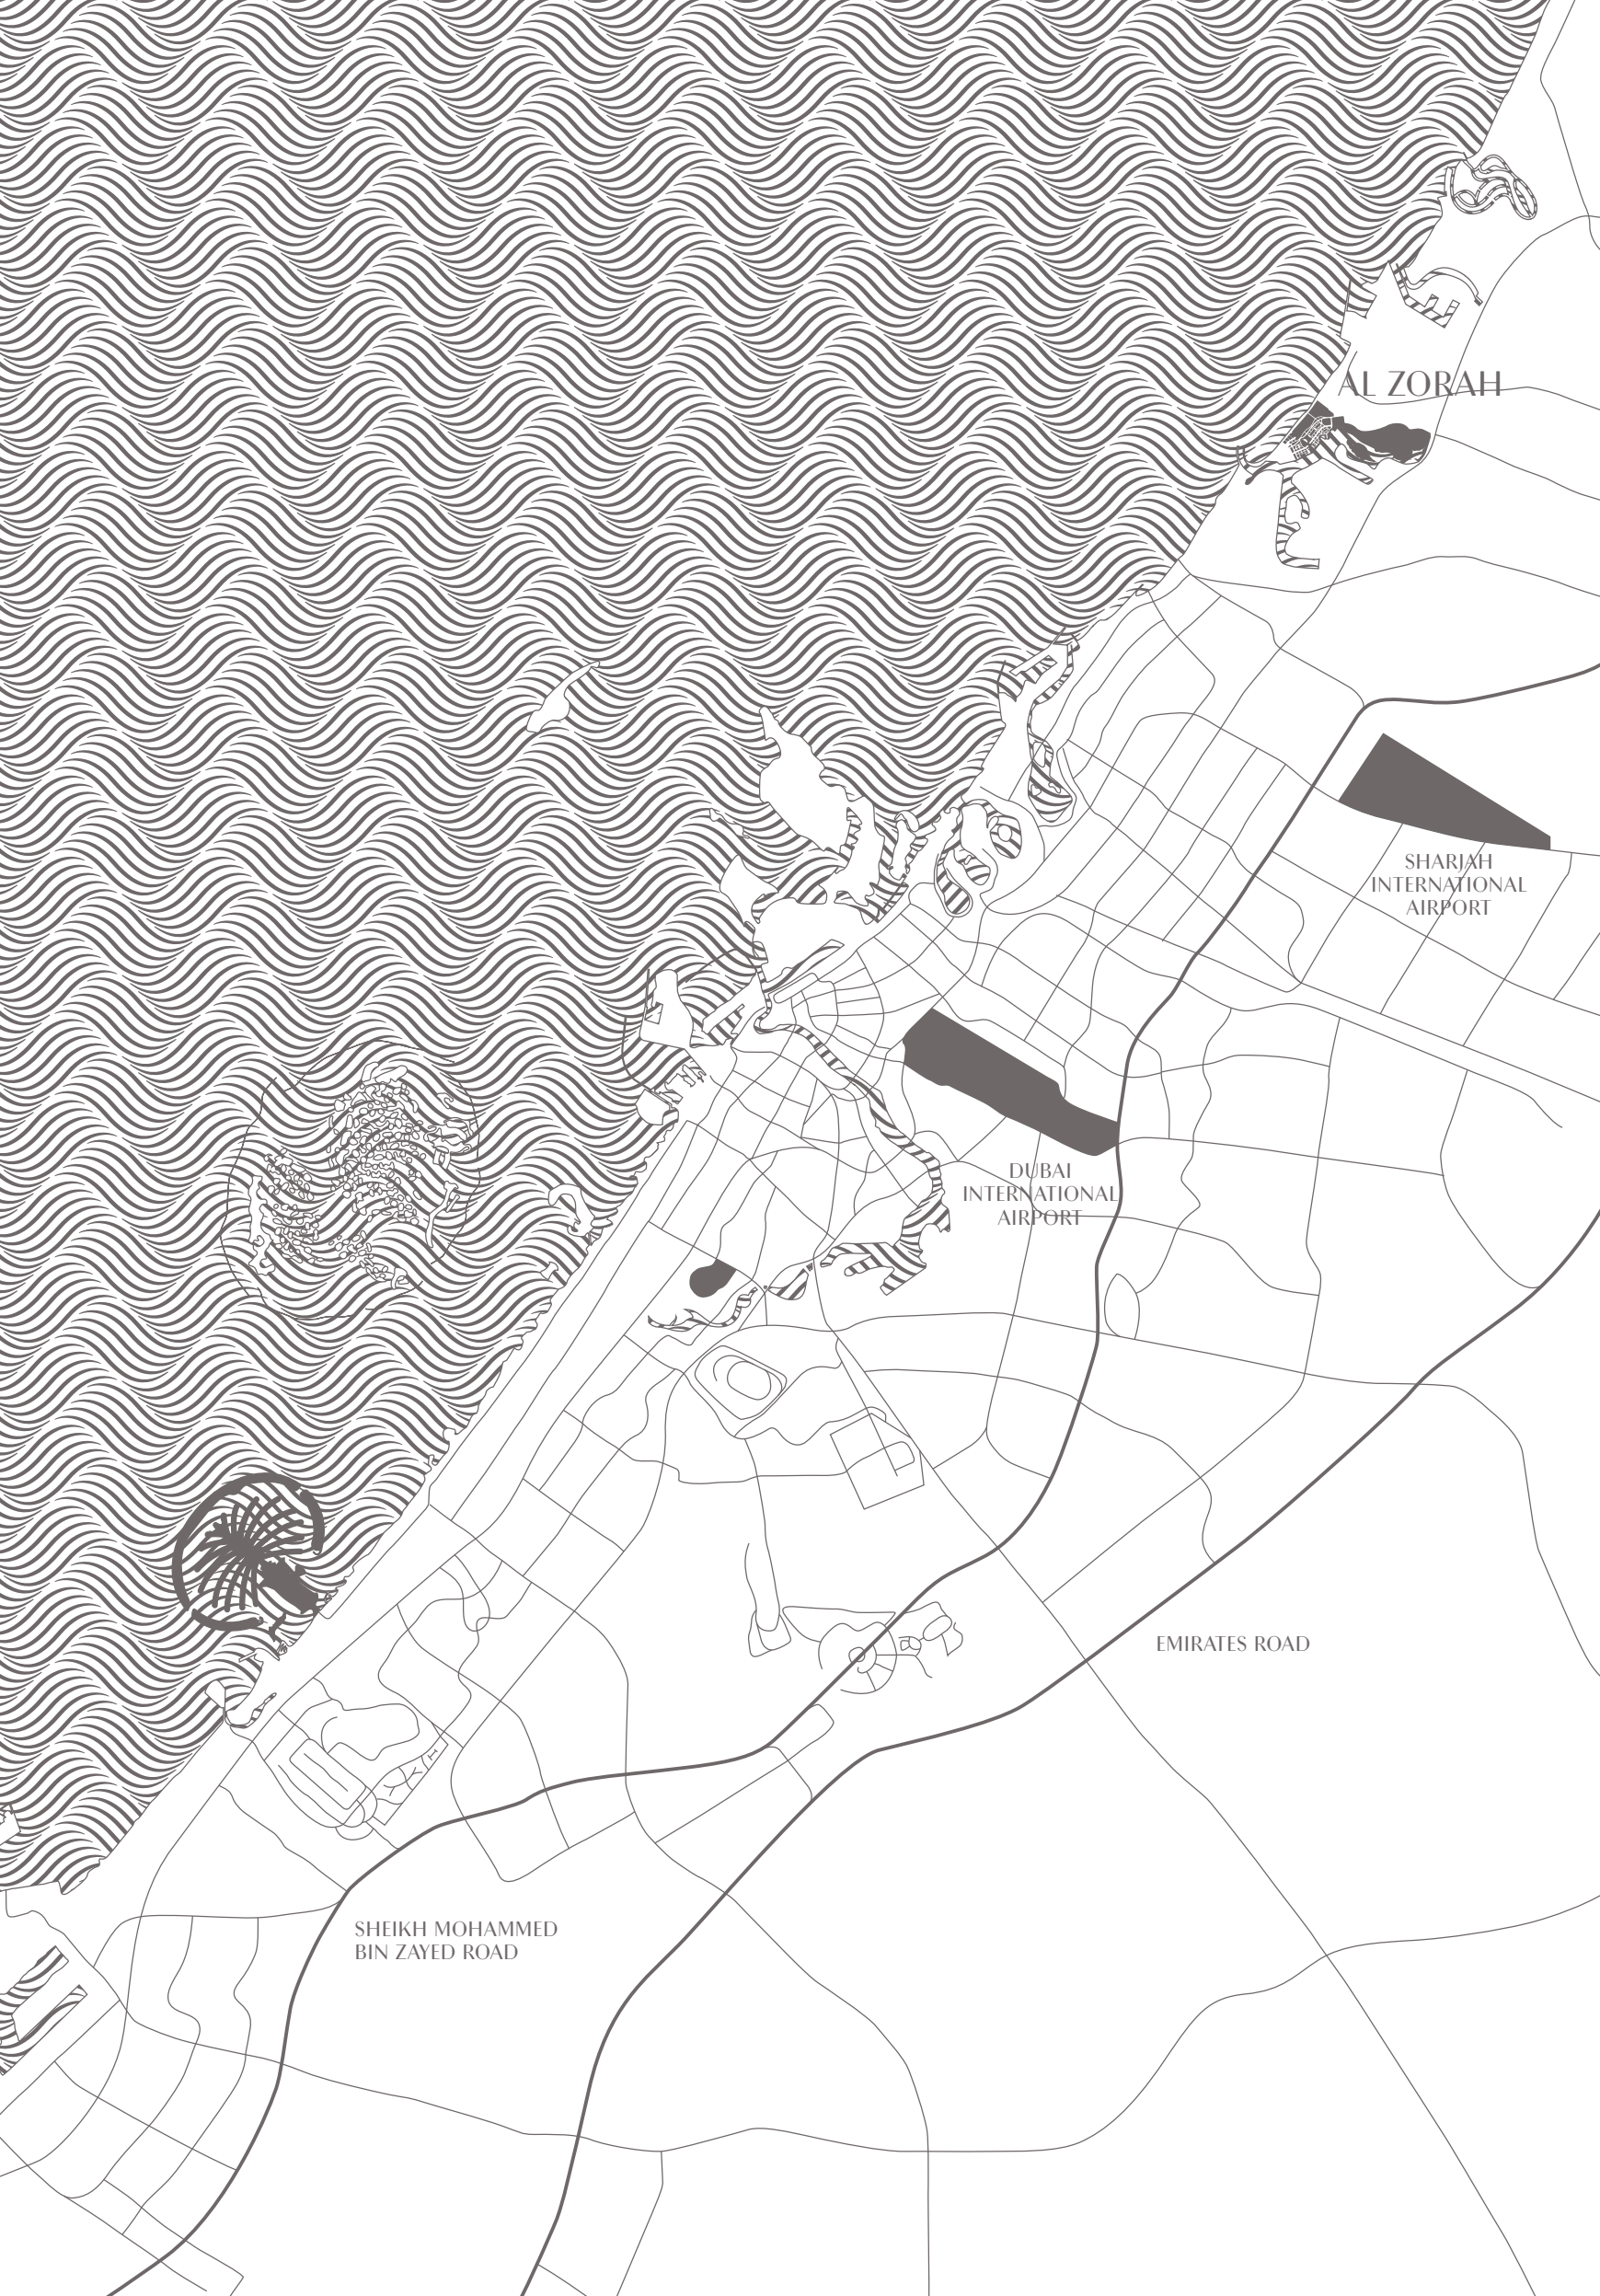 AL ZORAH
SHARJAH
INTERNATIONAL
AIRPORT
DUBAI
INTERNATIONAL
AIRPORT
EMIRATES ROAD
SHEIKH MOHAMMED
BIN ZAYED ROAD